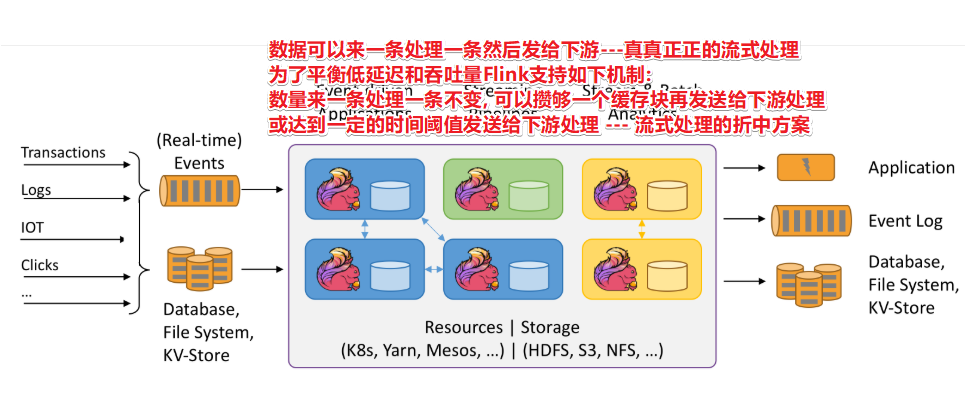 数据可以来一条处理一条然后发给下游---真真正正的流式处理
为了平衡低延迟和吞吐量Flink支持如下机制:
数量来一条处理一条不变, 可以攒够一个缓存块再发送给下游处理
或达到一定的时间阈值发送给下游处理 --- 流式处理的折中方案
(Real-time)
Events
Transactions
Logs
IOT
Clicks
...
Database,
File System,
KV-Store
Resources | Storage
(K8s, Yarn, Mesos, …) | (HDFS, S3, NFS, …)
Application
Event Log
Database,
File System,
KV-Store